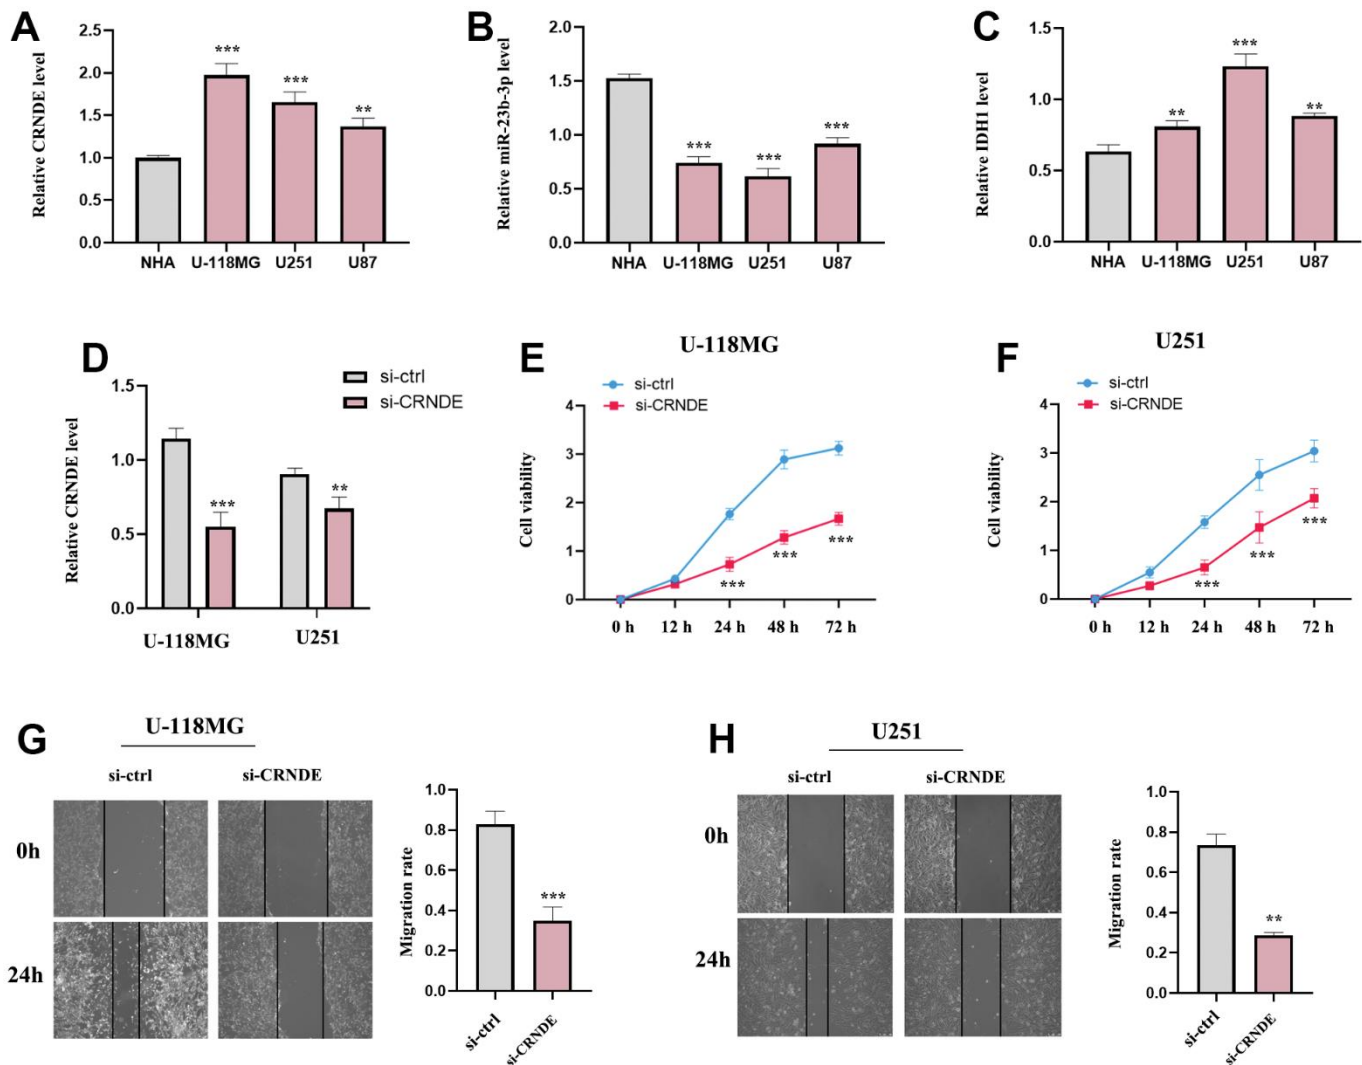 A
Relative CRNDE level
2.5
2.0
1.5
1.0
0.5
0.0
***
***
**
NHA U-118MG U251 U87
B
Relative miR-23b-3p level
2.0
1.5
1.0
0.5
0.0
***
***
***
NHA U-118MG U251 U87
C
Relative IDH1 level
1.5
1.0
0.5
0.0
**
***
**
NHA U-118MG U251 U87
D
si-ctrl
si-CRNDE
Relative CRNDE level
1.5
1.0
0.5
0.0
***
**
U-118MG U251
E
U-118MG
si-ctrl
si-CRNDE
Cell viability
4
3
2
1
0
***
***
***
0 h 12 h 24 h 48 h 72 h
F
U251
si-ctrl
si-CRNDE
Cell viability
4
3
2
1
0
***
***
***
0 h 12 h 24 h 48 h 72 h
G
U-118MG
si-ctrl si-CRNDE
0h
24h
Migration rate
1.0
0.8
0.6
0.4
0.2
0.0
***
si-ctrl si-CRNDE
H
U251
si-ctrl si-CRNDE
0h
24h
Migration rate
1.0
0.8
0.6
0.4
0.2
0.0
**
si-ctrl si-CRNDE